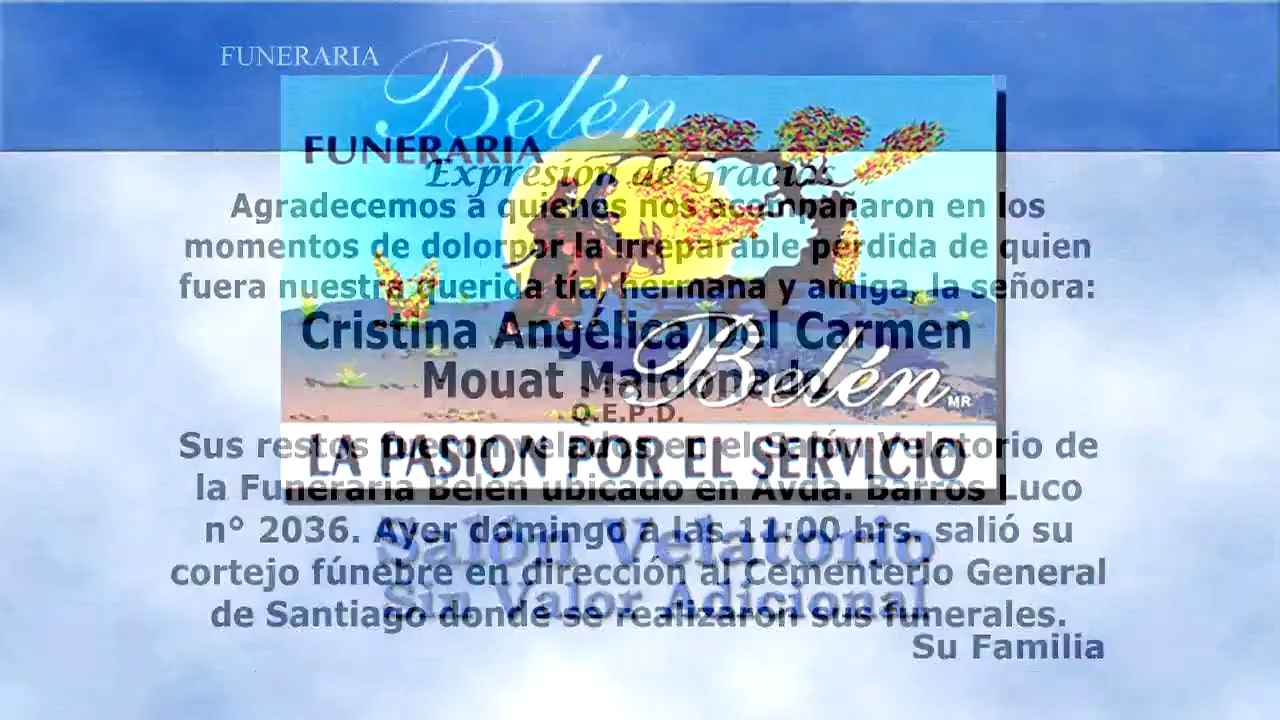 FUNERARIA
Belén
FUNERARIA
Expresión de Gracias
Agradecemos a quienes nos acompañaron en los
momentos de dolorpor la irreparable pérdida de quien
fuera nuestra querida tía, hermana y amiga, la señora:
Cristina Angélica Del Carmen
Mouat Maldonado
Belén MR
Q.E.P.D.
Sus restos fueron velados en el Salón Velatorio de
LA PASION POR EL SERVICIO
la Funeraria Belén ubicado en Avda. Barros Luco
n° 2036. Ayer domingo a las 11:00 hrs. salió su
Salón Velatorio
cortejo fúnebre en dirección al Cementerio General
Sin Valor Adicional
de Santiago donde se realizaron sus funerales.
Su Familia